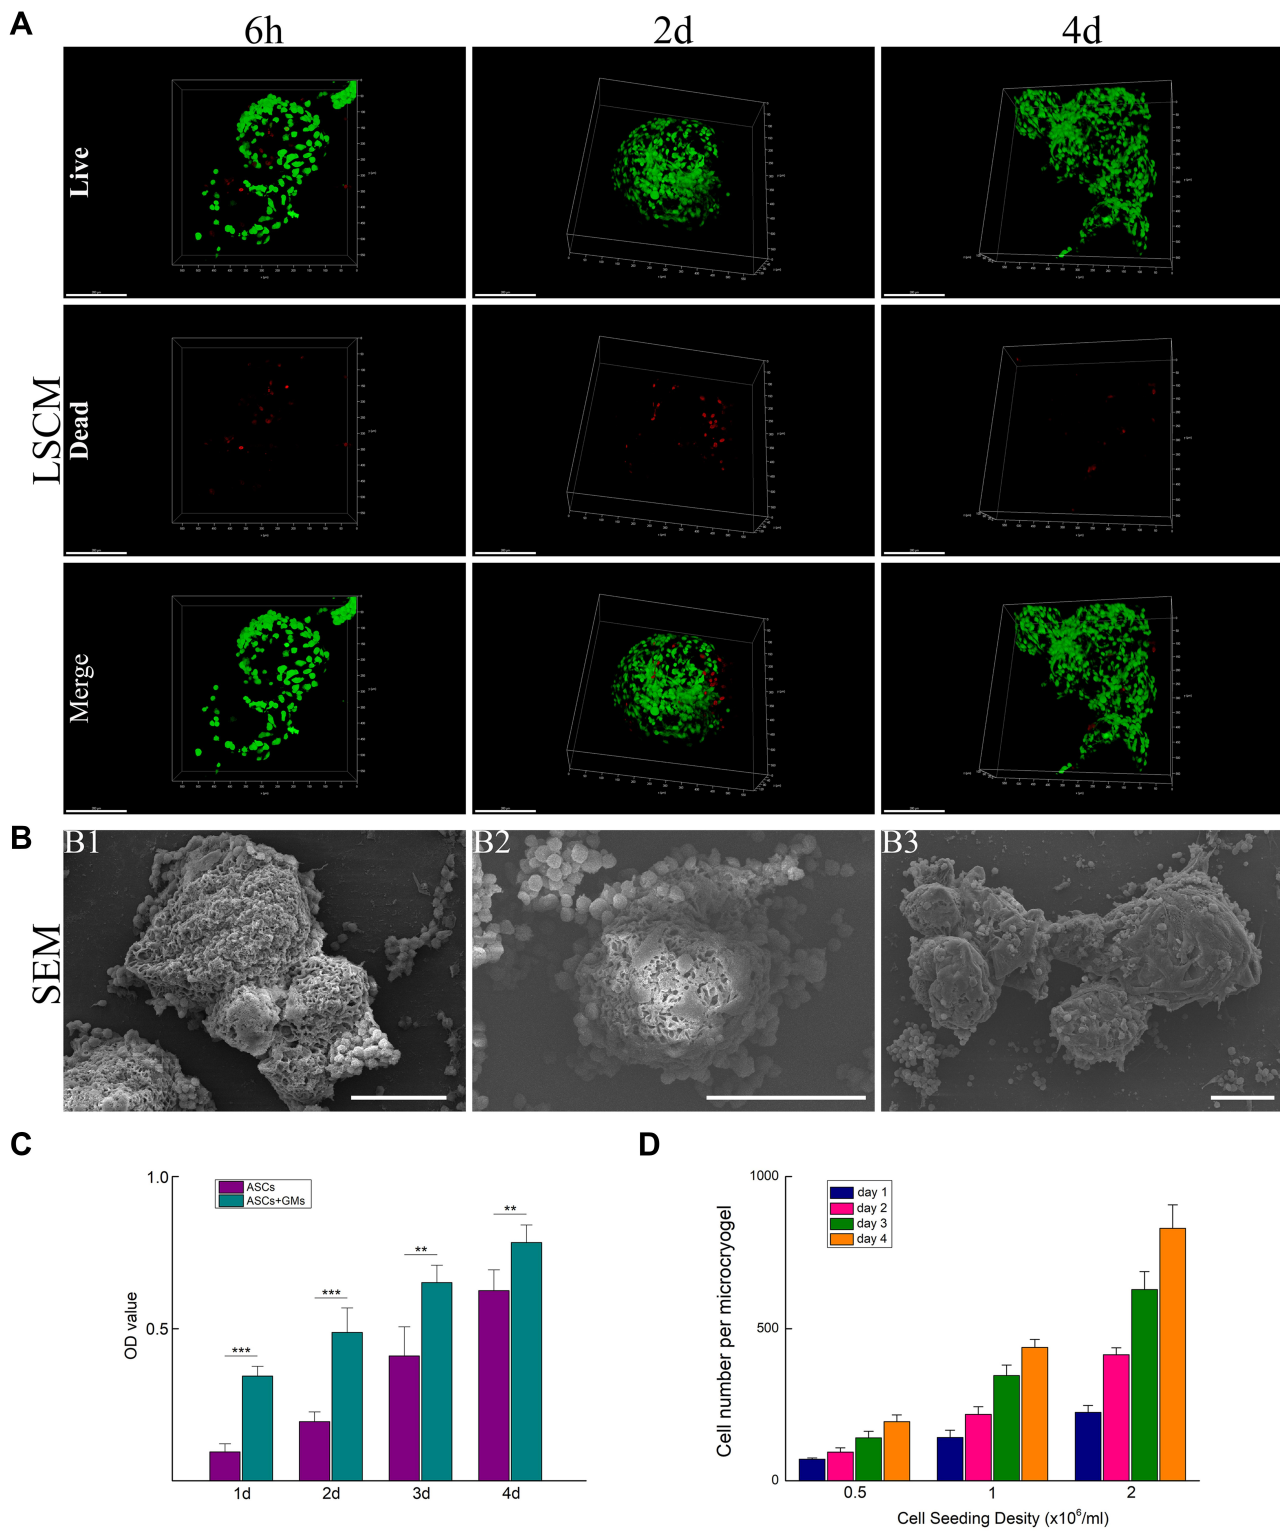 A
6h 2d 4d
Live
LSCM
Dead
Merge
B
B1 B2 B3
SEM
C
1.0
0.5
OD value
ASCs
ASCs+GMs
***
***
**
**
1d 2d 3d 4d
D
1000
500
0
Cell number per microcryogel
day 1
day 2
day 3
day 4
0.5 1 2
Cell Seeding Desity (x10⁶/ml)